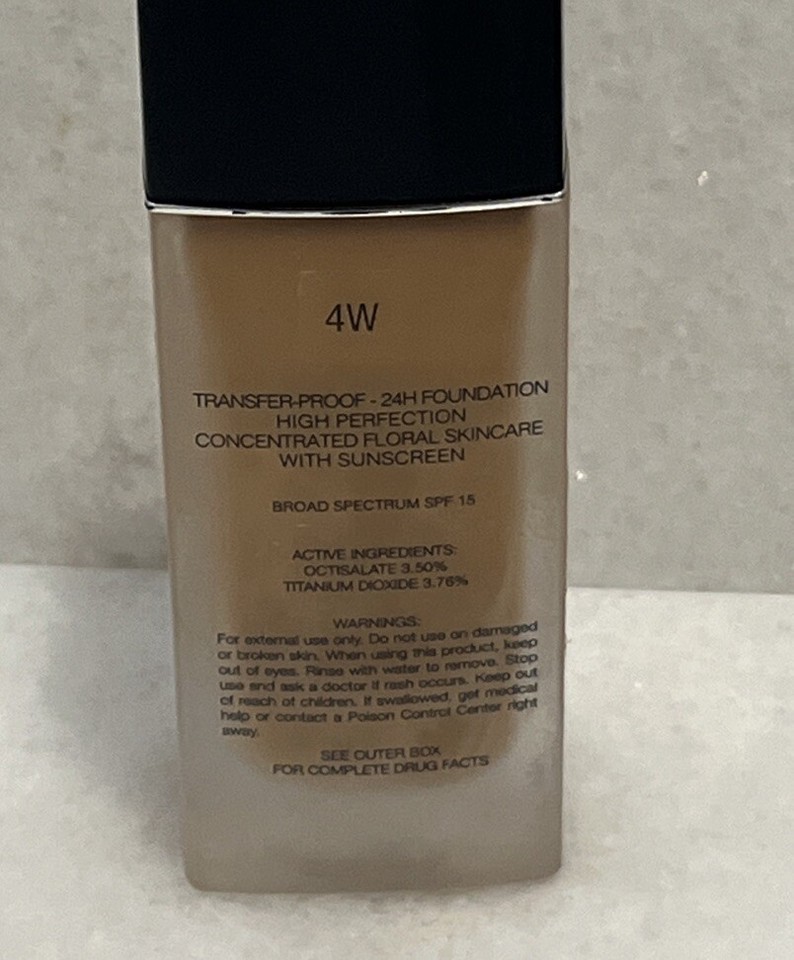 4W
TRANSFER-PROOF - 24H FOUNDATION
HIGH PERFECTION
CONCENTRATED FLORAL SKINCARE
WITH SUNSCREEN
BROAD SPECTRUM SPF 15
ACTIVE INGREDIENTS:
OCTISALATE 3.50%
TITANIUM DIOXIDE 3.76%
WARNINGS:
For external use only. Do not use on damaged
or broken skin. When using this product, keep
out of eyes. Rinse with water to remove. Stop
use and ask a doctor if rash occurs. Keep out
of reach of children. If swallowed, get medical
help or contact a Poison Control Center right
away.
SEE OUTER BOX
FOR COMPLETE DRUG FACTS